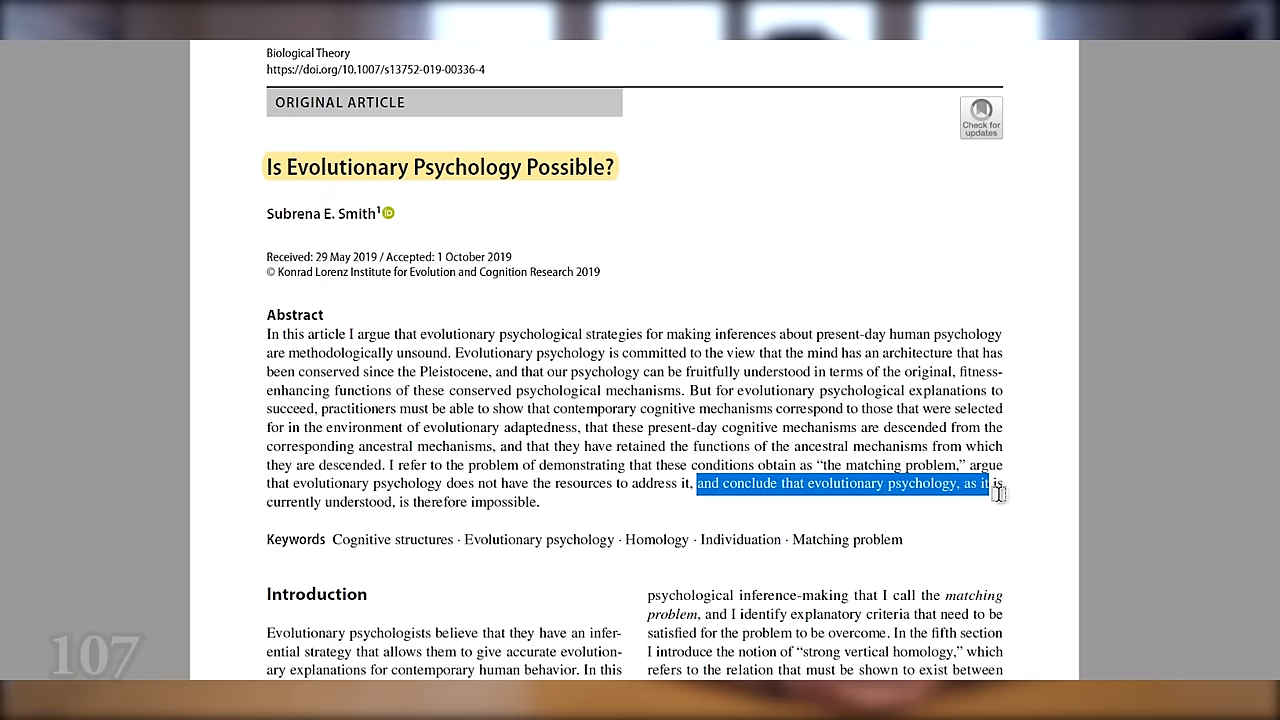 Biological Theory
https://doi.org/10.1007/s13752-019-00336-4
ORIGINAL ARTICLE
Check for
updates
Is Evolutionary Psychology Possible?
Subrena E. Smith1
Received: 29 May 2019 / Accepted: 1 October 2019
© Konrad Lorenz Institute for Evolution and Cognition Research 2019
Abstract
In this article I argue that evolutionary psychological strategies for making inferences about present-day human psychology
are methodologically unsound. Evolutionary psychology is committed to the view that the mind has an architecture that has
been conserved since the Pleistocene, and that our psychology can be fruitfully understood in terms of the original, fitness-
enhancing functions of these conserved psychological mechanisms. But for evolutionary psychological explanations to
succeed, practitioners must be able to show that contemporary cognitive mechanisms correspond to those that were selected
for in the environment of evolutionary adaptedness, that these present-day cognitive mechanisms are descended from the
corresponding ancestral mechanisms, and that they have retained the functions of the ancestral mechanisms from which
they are descended. I refer to the problem of demonstrating that these conditions obtain as “the matching problem,” argue
that evolutionary psychology does not have the resources to address it, and conclude that evolutionary psychology, as it is
currently understood, is therefore impossible.
Keywords Cognitive structures · Evolutionary psychology · Homology · Individuation · Matching problem
Introduction
Evolutionary psychologists believe that they have an infer-
ential strategy that allows them to give accurate evolution-
ary explanations for contemporary human behavior. In this
psychological inference-making that I call the matching
problem, and I identify explanatory criteria that need to be
satisfied for the problem to be overcome. In the fifth section
I introduce the notion of “strong vertical homology,” which
refers to the relation that must be shown to exist between
107